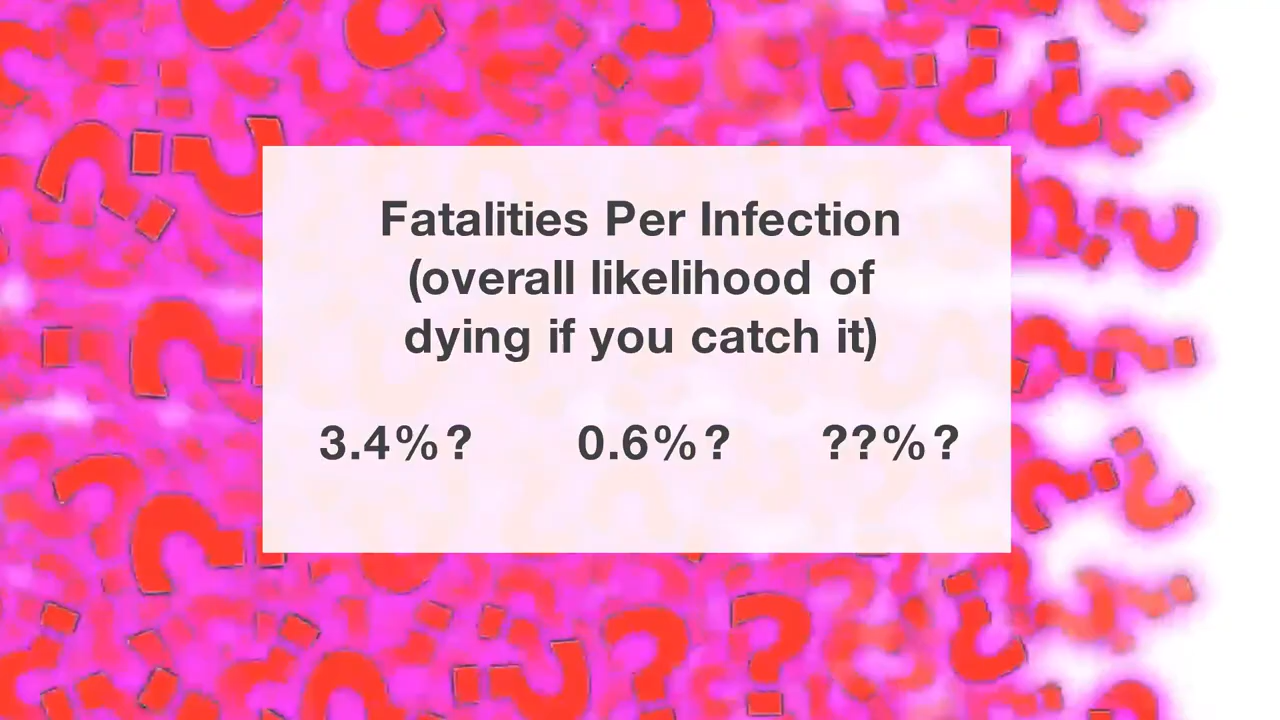 Fatalities Per Infection
(overall likelihood of
dying if you catch it)
3.4%? 0.6%? ??%?